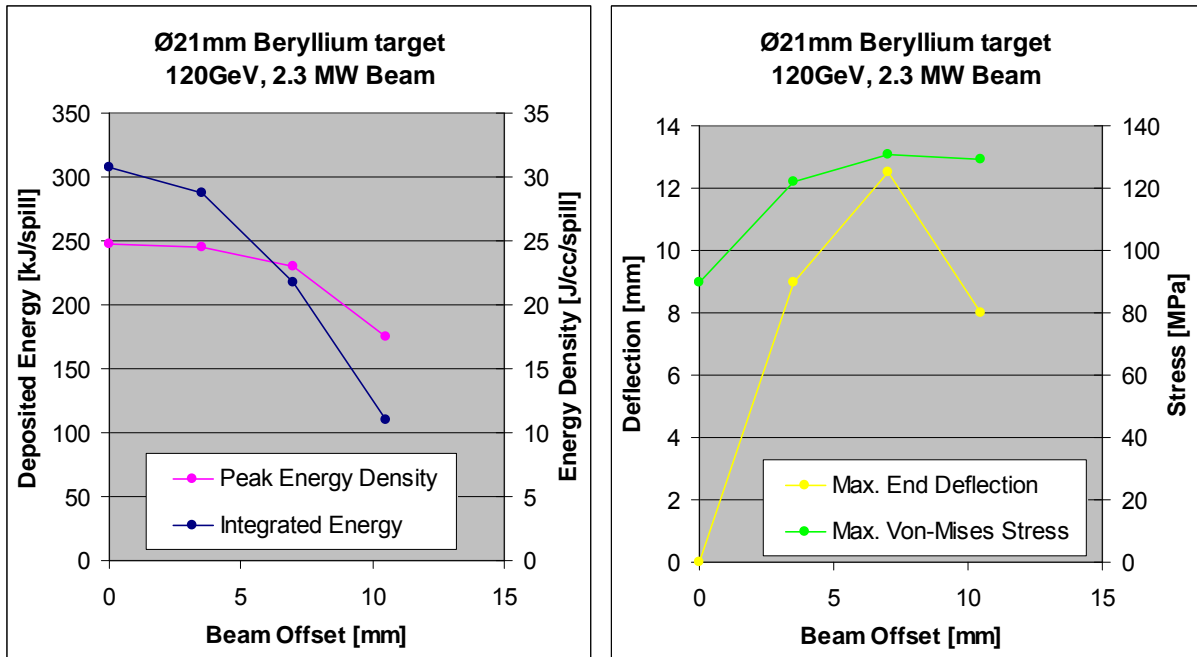 Ø21mm Beryllium target
120GeV, 2.3 MW Beam
350
300
250
200
150
100
50
0
Deposited Energy [kJ/spill]
35
30
25
20
15
10
5
0
Energy Density [J/cc/spill]
Peak Energy Density
Integrated Energy
0 5 10 15
Beam Offset [mm]
Ø21mm Beryllium target
120GeV, 2.3 MW Beam
14
12
10
8
6
4
2
0
Deflection [mm]
140
120
100
80
60
40
20
0
Stress [MPa]
Max. End Deflection
Max. Von-Mises Stress
0 5 10 15
Beam Offset [mm]